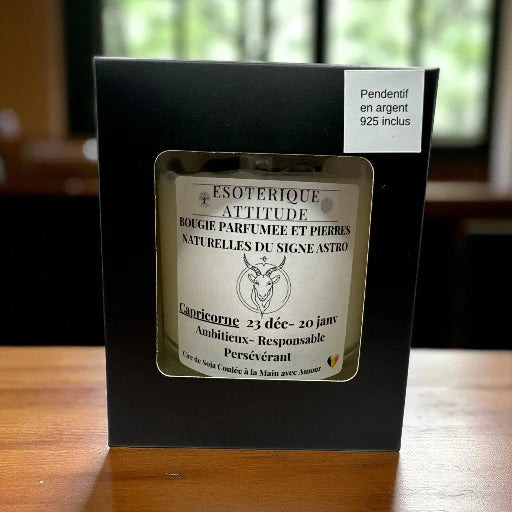 Pendentif
en argent
925 inclus
ESOTERIQUE
ATTITUDE
BOUGIE PARFUMEE ET PIERRES
NATURELLES DU SIGNE ASTRO
Capricorne 23 déc- 20 janv
Ambitieux- Responsable
Persévérant
Cire de Soja Coulée à la Main avec Amour